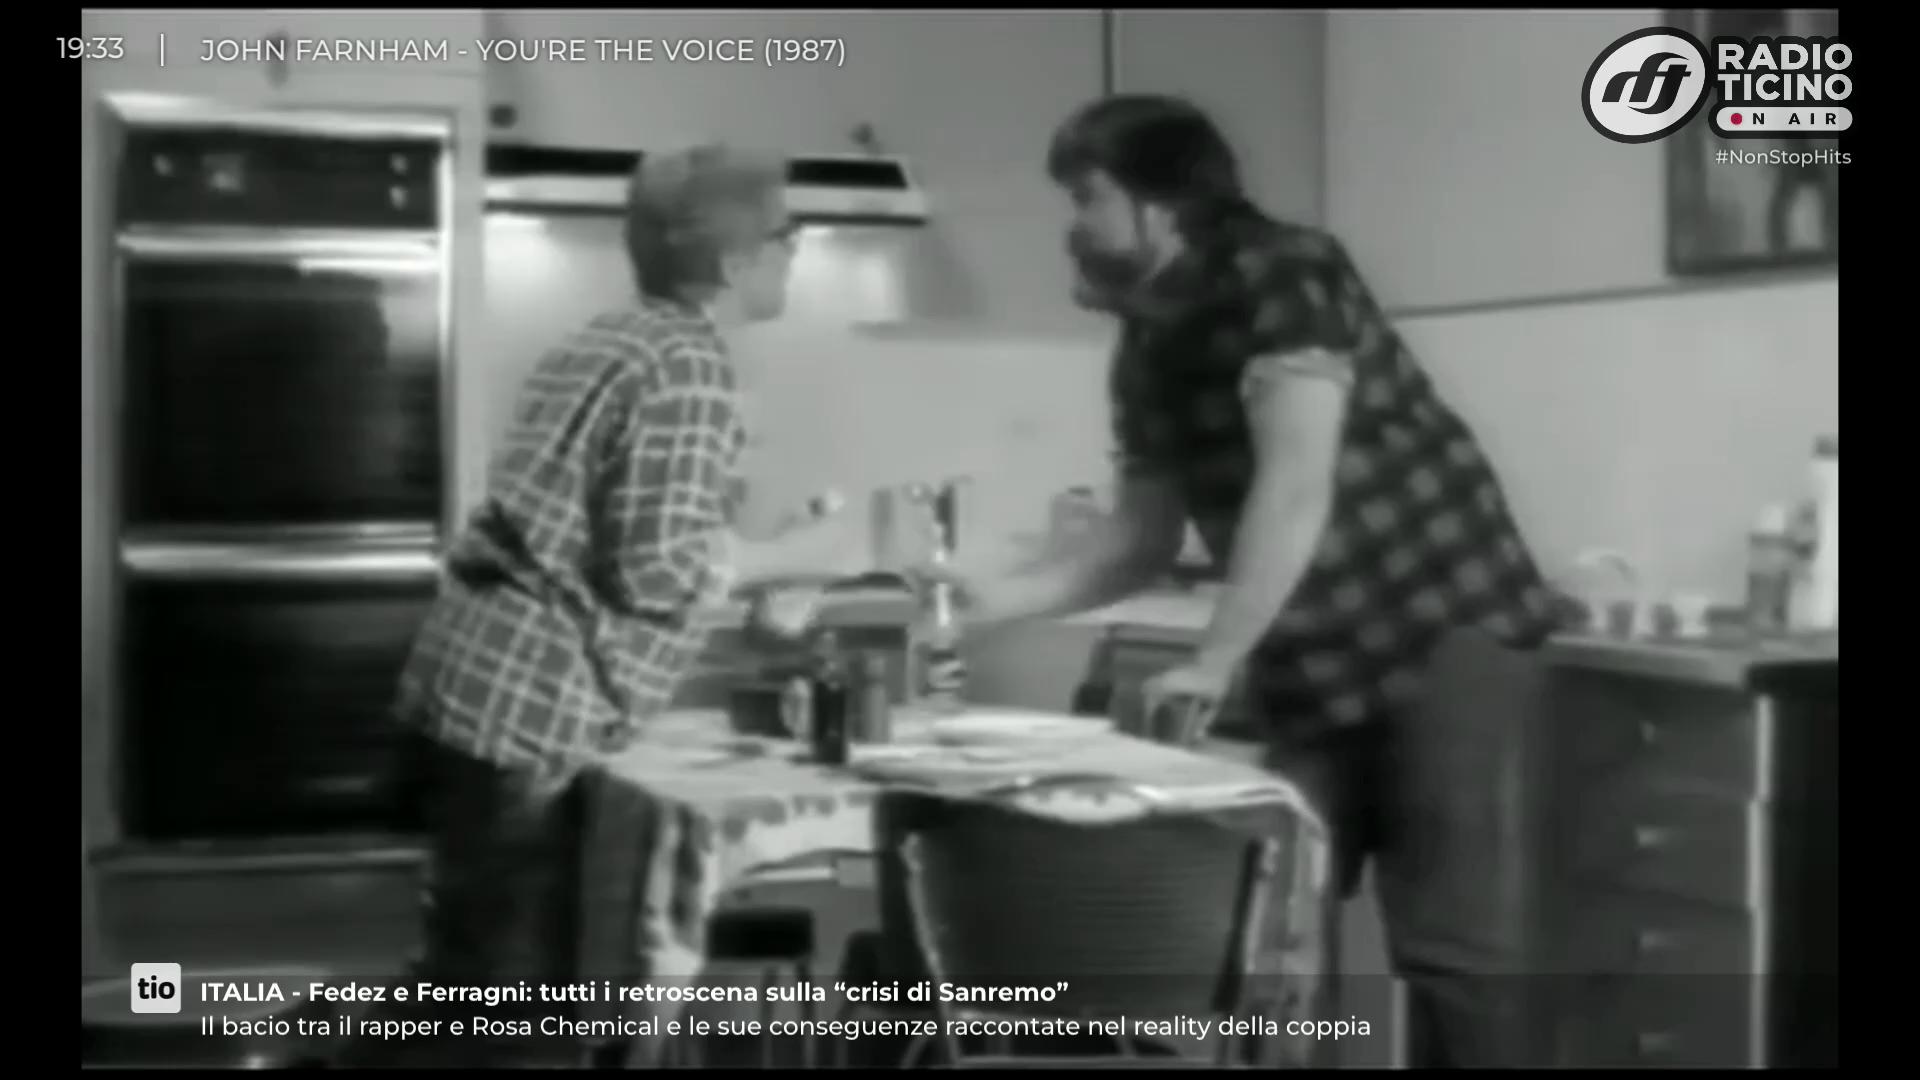 19:33 | JOHN FARNHAM - YOU'RE THE VOICE (1987)
dft
RADIO
TICINO
ON AIR
#NonStopHits
tio
ITALIA - Fedez e Ferragni: tutti i retroscena sulla “crisi di Sanremo”
Il bacio tra il rapper e Rosa Chemical e le sue conseguenze raccontate nel reality della coppia